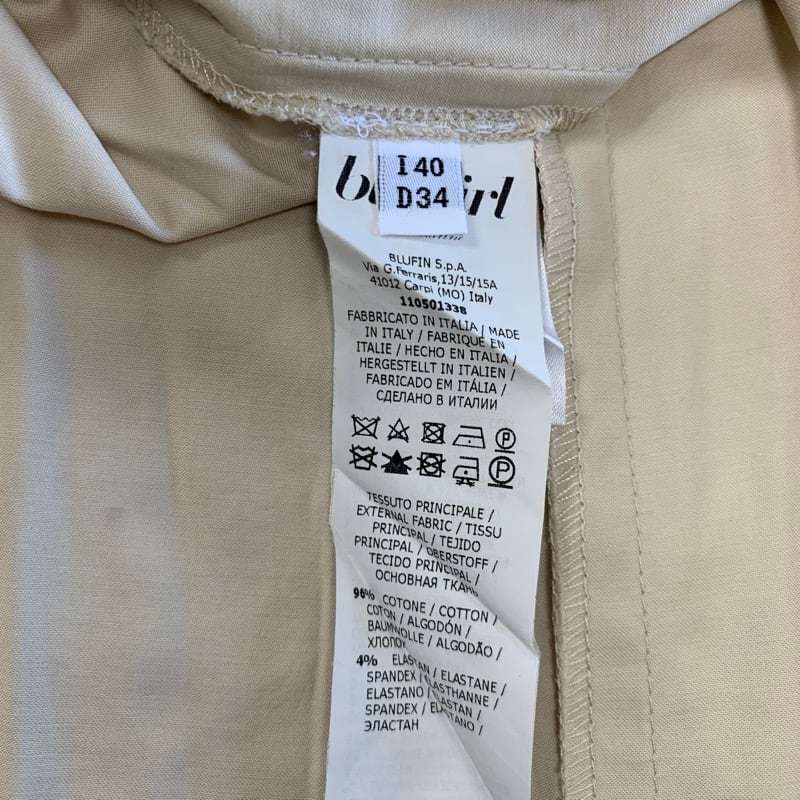 I 40
D34
BLUFIN S.p.A.
Via G.Ferraris,13/15/15A
41012 Carpi (MO) Italy
110501338
FABBRICATO IN ITALIA / MADE
IN ITALY / FABRIQUÉ EN
ITALIE / HECHO EN ITALIA /
HERGESTELLT IN ITALIEN /
FABRICADO EM ITÁLIA /
СДЕЛАНО В ИТАЛИИ
P
P
TESSUTO PRINCIPALE /
EXTERNAL FABRIC / TISSU
PRINCIPAL / TEJIDO
PRINCIPAL / OBERSTOFF /
TECIDO PRINCIPAL /
ОСНОВНАЯ ТКАНЬ
96% COTONE / COTTON /
COTON / ALGODÓN /
BAUMWOLLE / ALGODÃO /
ХЛОПОК
4% ELASTAN / ELASTANE /
SPANDEX / ELASTHANNE /
ELASTANO / ELASTAN /
SPANDEX / ELASTANO /
ЭЛАСТАН